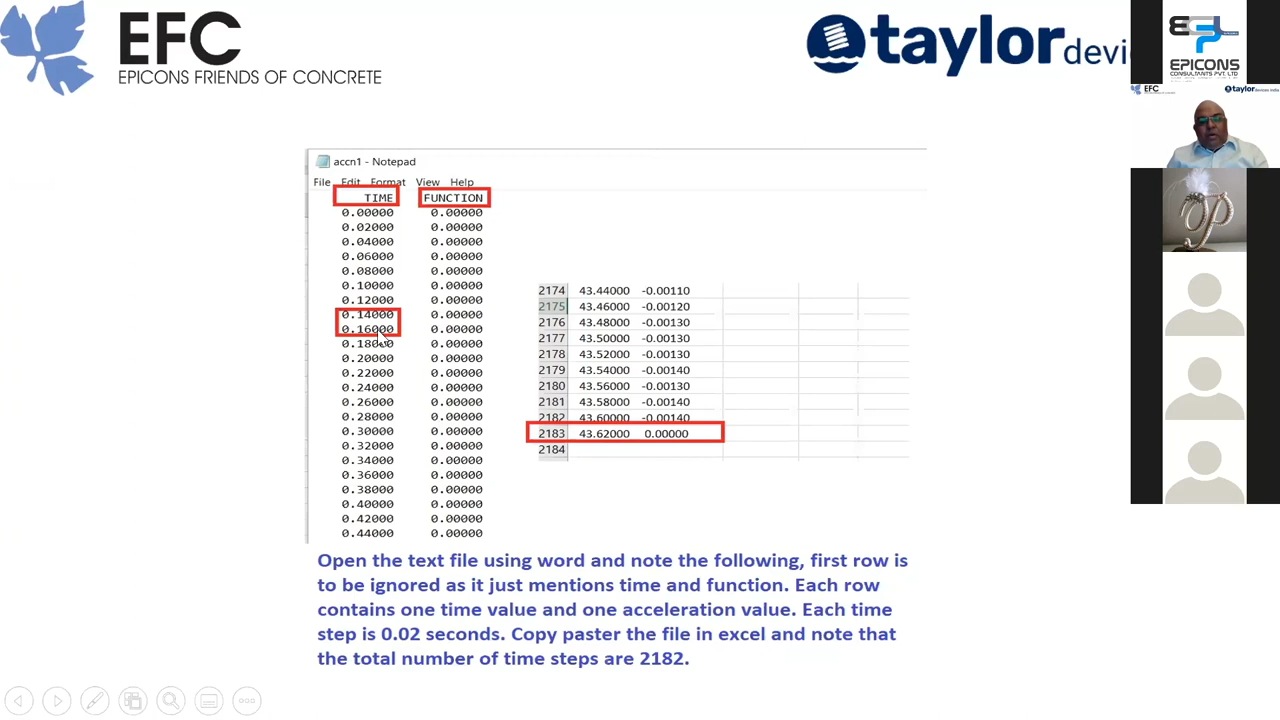 EFC
EPICONS FRIENDS OF CONCRETE
taylor devi
EPICONS
CONSULTANTS PVT. LTD
EFC
taylor devices india
accn1 - Notepad
File Edit Format View Help
TIME FUNCTION
0.00000 0.00000
0.02000 0.00000
0.04000 0.00000
0.06000 0.00000
0.08000 0.00000
0.10000 0.00000
0.12000 0.00000
0.14000 0.00000
0.16000 0.00000
0.18000 0.00000
0.20000 0.00000
0.22000 0.00000
0.24000 0.00000
0.26000 0.00000
0.28000 0.00000
0.30000 0.00000
0.32000 0.00000
0.34000 0.00000
0.36000 0.00000
0.38000 0.00000
0.40000 0.00000
0.42000 0.00000
0.44000 0.00000
2174 43.44000 -0.00110
2175 43.46000 -0.00120
2176 43.48000 -0.00130
2177 43.50000 -0.00130
2178 43.52000 -0.00130
2179 43.54000 -0.00140
2180 43.56000 -0.00130
2181 43.58000 -0.00140
2182 43.60000 -0.00140
2183 43.62000 0.00000
2184
Open the text file using word and note the following, first row is
to be ignored as it just mentions time and function. Each row
contains one time value and one acceleration value. Each time
step is 0.02 seconds. Copy paster the file in excel and note that
the total number of time steps are 2182.